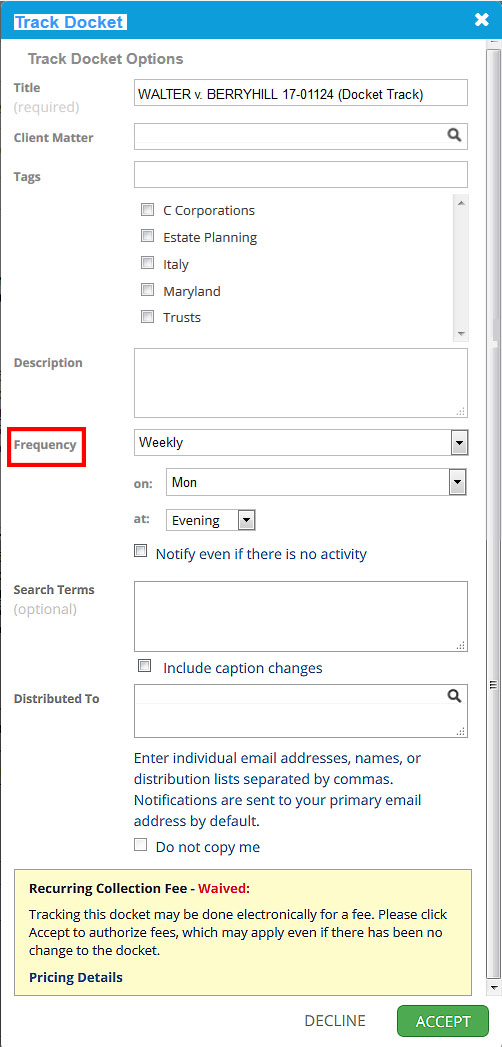 Track Docket
Track Docket Options
Title
(required)
WALTER v. BERRYHILL 17-01124 (Docket Track)
Client Matter
Tags
C Corporations
Estate Planning
Italy
Maryland
Trusts
Description
Frequency
Weekly
on:
Mon
at:
Evening
Notify even if there is no activity
Search Terms
(optional)
Include caption changes
Distributed To
Enter individual email addresses, names, or
distribution lists separated by commas.
Notifications are sent to your primary email
address by default.
Do not copy me
Recurring Collection Fee - Waived:
Tracking this docket may be done electronically for a fee. Please click
Accept to authorize fees, which may apply even if there has been no
change to the docket.
Pricing Details
DECLINE
ACCEPT